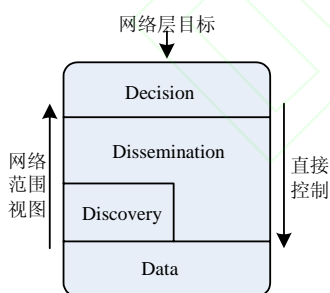 网络层目标
Decision
Dissemination
Discovery
Data
网络
范围
视图
直接
控制